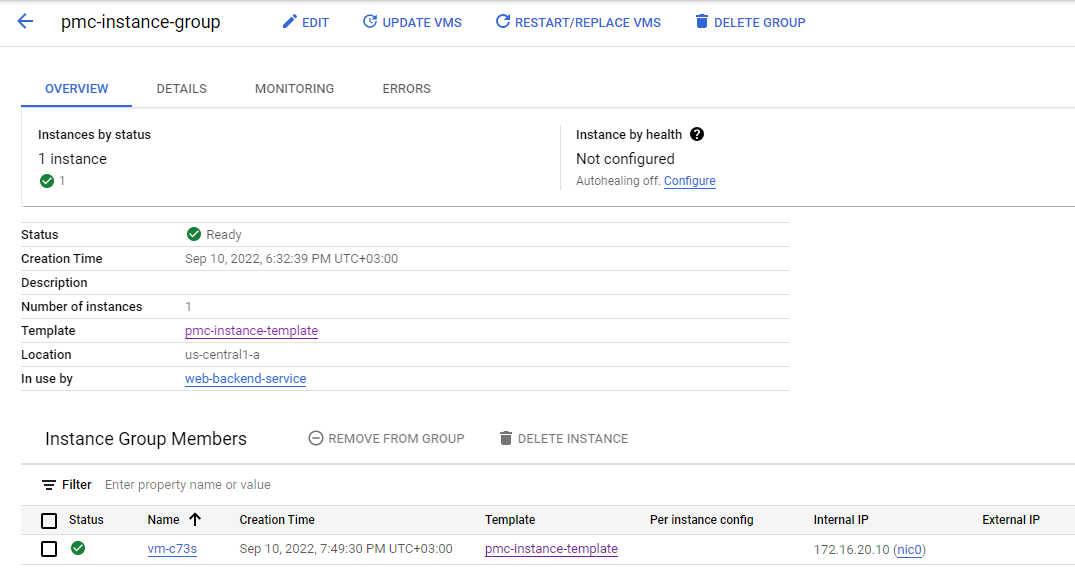 pmc-instance-group EDIT UPDATE VMS RESTART/REPLACE VMS DELETE GROUP
OVERVIEW DETAILS MONITORING ERRORS
Instances by status Instance by health ?
1 instance Not configured
1 Autohealing off. Configure
Status Ready
Creation Time Sep 10, 2022, 6:32:39 PM UTC+03:00
Description
Number of instances 1
Template pmc-instance-template
Location us-central1-a
In use by web-backend-service
Instance Group Members REMOVE FROM GROUP DELETE INSTANCE
Filter Enter property name or value
Status Name Creation Time Template Per instance config Internal IP External IP
vm-c73s Sep 10, 2022, 7:49:30 PM UTC+03:00 pmc-instance-template 172.16.20.10 (nic0)